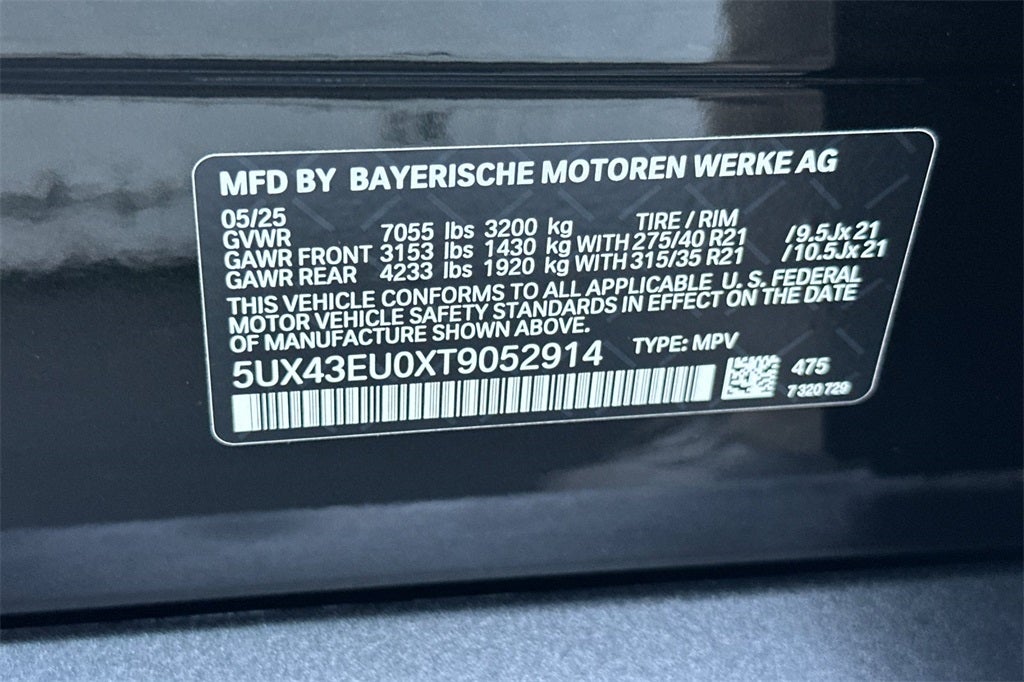 MFD BY BAYERISCHE MOTOREN WERKE AG
05/25 TIRE / RIM
GVWR 7055 lbs 3200 kg
GAWR FRONT 3153 lbs 1430 kg WITH 275/40 R21 /9.5Jx21
GAWR REAR 4233 lbs 1920 kg WITH 315/35 R21 /10.5Jx21
THIS VEHICLE CONFORMS TO ALL APPLICABLE U. S. FEDERAL
MOTOR VEHICLE SAFETY STANDARDS IN EFFECT ON THE DATE
OF MANUFACTURE SHOWN ABOVE.
5UX43EU0XT9052914 TYPE: MPV
475
7 320 729